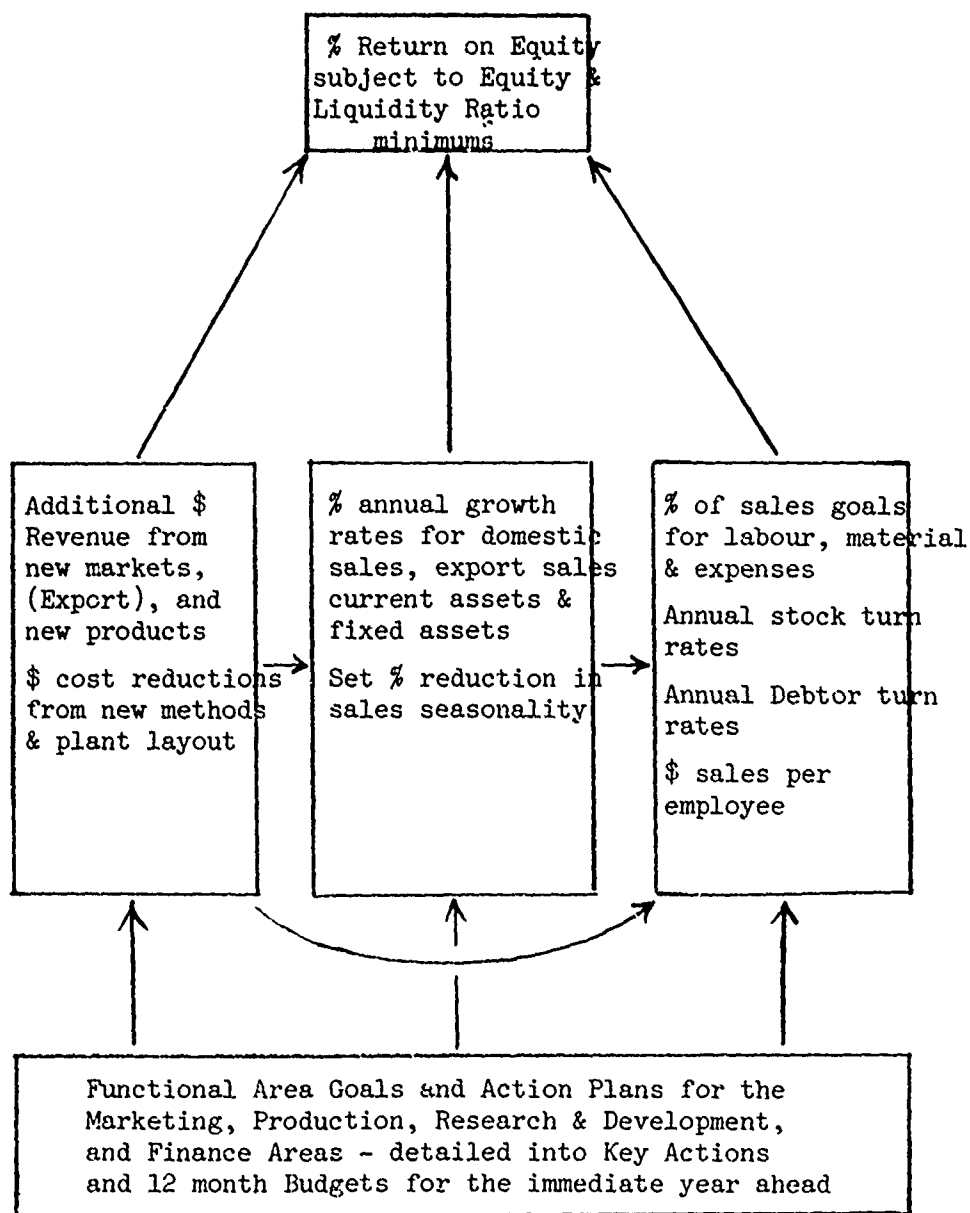 % Return on Equity
subject to Equity &
Liquidity Ratio
minimums
Additional $
Revenue from
new markets,
(Export), and
new products
$ cost reductions
from new methods
& plant layout
% annual growth
rates for domestic
sales, export sales
current assets &
fixed assets
Set % reduction in
sales seasonality
% of sales goals
for labour, material
& expenses
Annual stock turn
rates
Annual Debtor turn
rates
$ sales per
employee
Functional Area Goals and Action Plans for the
Marketing, Production, Research & Development,
and Finance Areas - detailed into Key Actions
and 12 month Budgets for the immediate year ahead